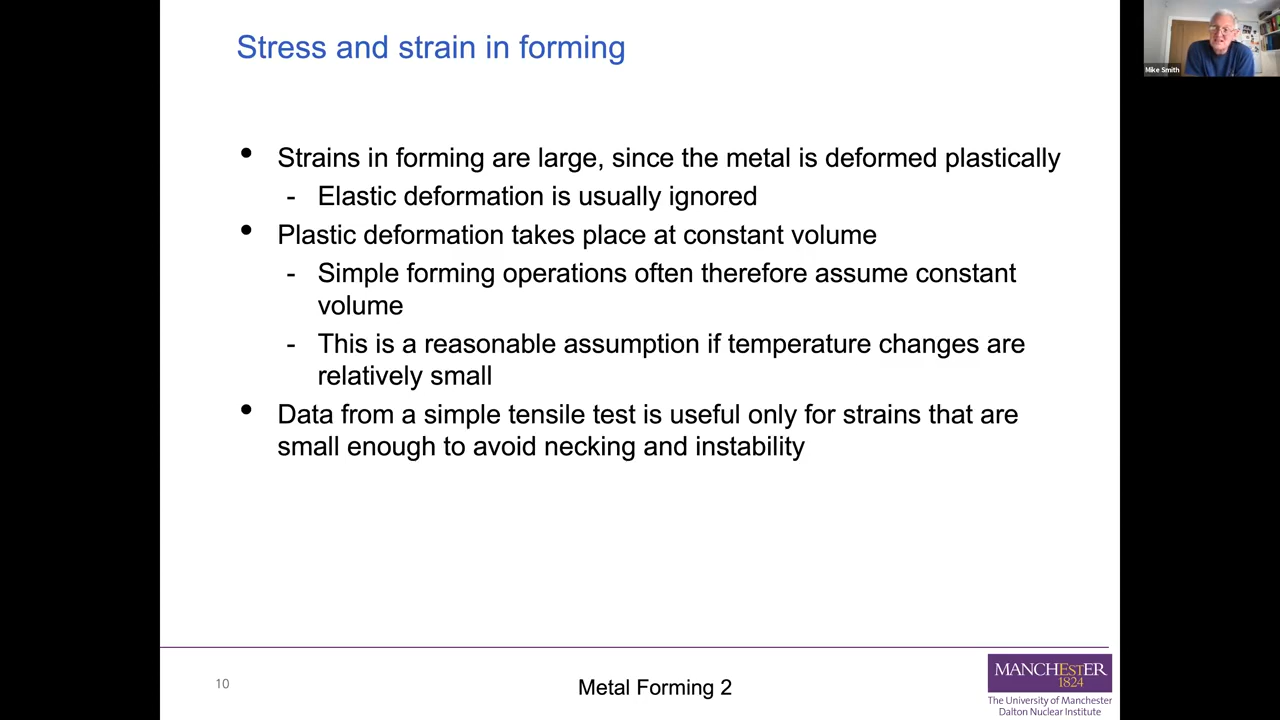 Stress and strain in forming
Mike Smith
• Strains in forming are large, since the metal is deformed plastically
- Elastic deformation is usually ignored
• Plastic deformation takes place at constant volume
- Simple forming operations often therefore assume constant
volume
- This is a reasonable assumption if temperature changes are
relatively small
• Data from a simple tensile test is useful only for strains that are
small enough to avoid necking and instability
10
Metal Forming 2
MANCHESTER
1824
The University of Manchester
Dalton Nuclear Institute